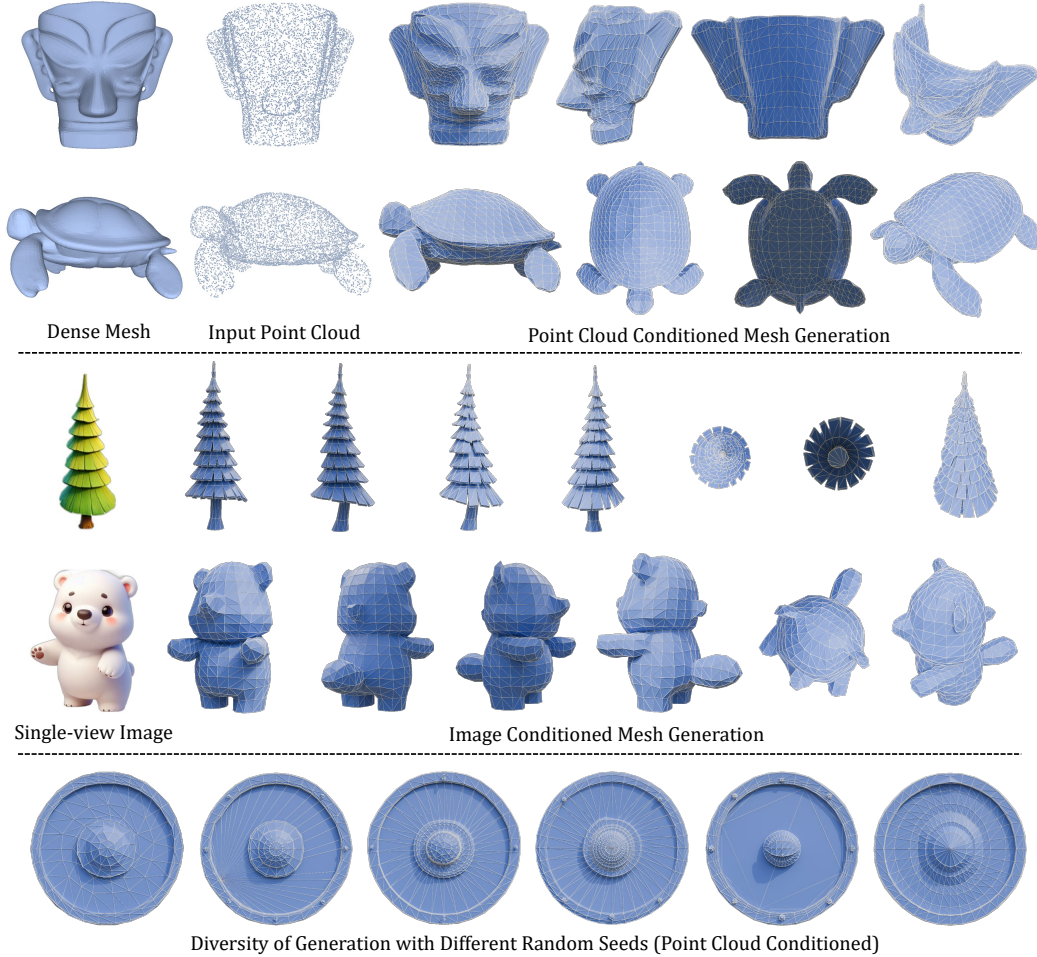 Dense Mesh
Input Point Cloud
Point Cloud Conditioned Mesh Generation
Single-view Image
Image Conditioned Mesh Generation
Diversity of Generation with Different Random Seeds (Point Cloud Conditioned)